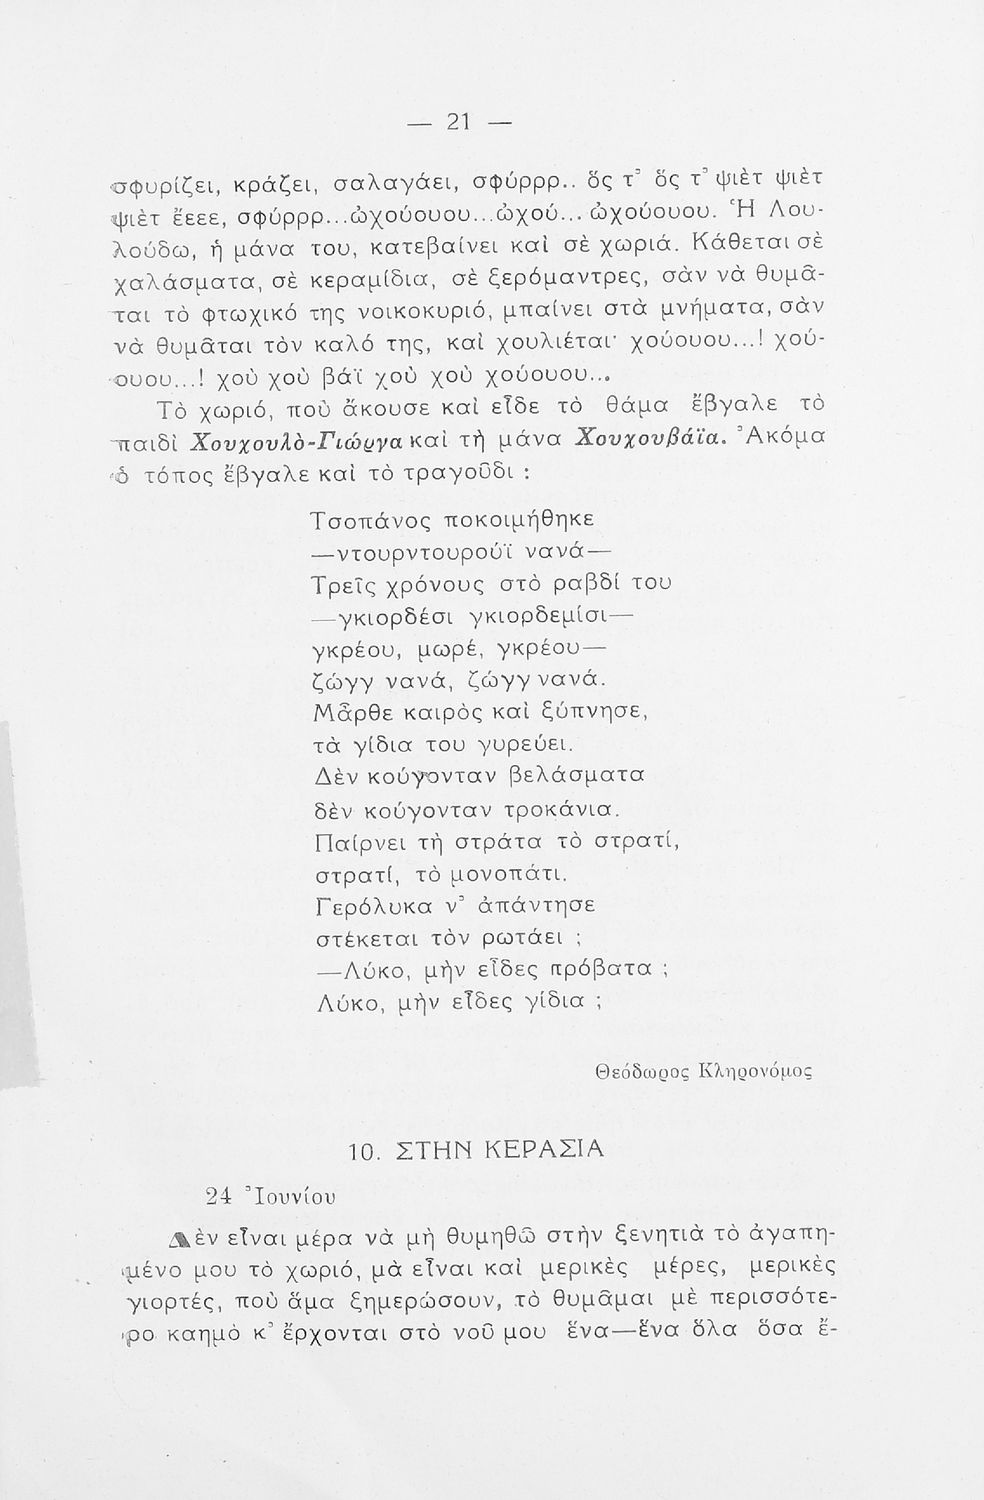 — 21 —
σφυρίζει, κράζει, σαλαγάει, σφύρρρ.. ὅς τ᾽ ὅς τ᾽ ψιὲτ ψιὲτ
ψιὲτ ἔεεε, σφύρρρ...ὠχούουου...ὠχού... ὠχούουου. Ἡ Λου-
λούδω, ἡ μάνα του, κατεβαίνει καὶ σὲ χωριά. Κάθεται σὲ
χαλάσματα, σὲ κεραμίδια, σὲ ξερόμαντρες, σὰν νὰ θυμᾶ-
ται τὸ φτωχικό της νοικοκυριό, μπαίνει στὰ μνήματα, σὰν
νὰ θυμᾶται τὸν καλό της, καὶ χουλιέται· χούουου...! χού-
ουου...! χοὺ χοὺ βάϊ χοὺ χοὺ χούουου...
Τὸ χωριό, ποὺ ἄκουσε καὶ εἶδε τὸ θάμα ἔβγαλε τὸ
παιδὶ Χουχουλὸ-Γιώργα καὶ τὴ μάνα Χουχουβάϊα. Ἀκόμα
ὁ τόπος ἔβγαλε καὶ τὸ τραγοῦδι :
Τσοπάνος ποκοιμήθηκε
—ντουρντουρούϊ νανά—
Τρεῖς χρόνους στὸ ραβδί του
—γκιορδέσι γκιορδεμίσι—
γκρέου, μωρέ, γκρέου—
ζώγγ νανά, ζώγγ νανά.
Μᾶρθε καιρὸς καὶ ξύπνησε,
τὰ γίδια του γυρεύει.
Δὲν κούγονταν βελάσματα
δὲν κούγονταν τροκάνια.
Παίρνει τὴ στράτα τὸ στρατί,
στρατί, τὸ μονοπάτι.
Γερόλυκα ν᾽ ἀπάντησε
στέκεται τὸν ρωτάει ;
—Λύκο, μὴν εἶδες πρόβατα ;
Λύκο, μὴν εἶδες γίδια ;
Θεόδωρος Κληρονόμος
10. ΣΤΗΝ ΚΕΡΑΣΙΑ
24 Ἰουνίου
Δὲν εἶναι μέρα νὰ μὴ θυμηθῶ στὴν ξενητιὰ τὸ ἀγαπη-
μένο μου τὸ χωριό, μὰ εἶναι καὶ μερικὲς μέρες, μερικὲς
γιορτές, ποὺ ἅμα ξημερώσουν, τὸ θυμᾶμαι μὲ περισσότε-
ρο καημὸ κ᾽ ἔρχονται στὸ νοῦ μου ἕνα—ἕνα ὅλα ὅσα ἔ-